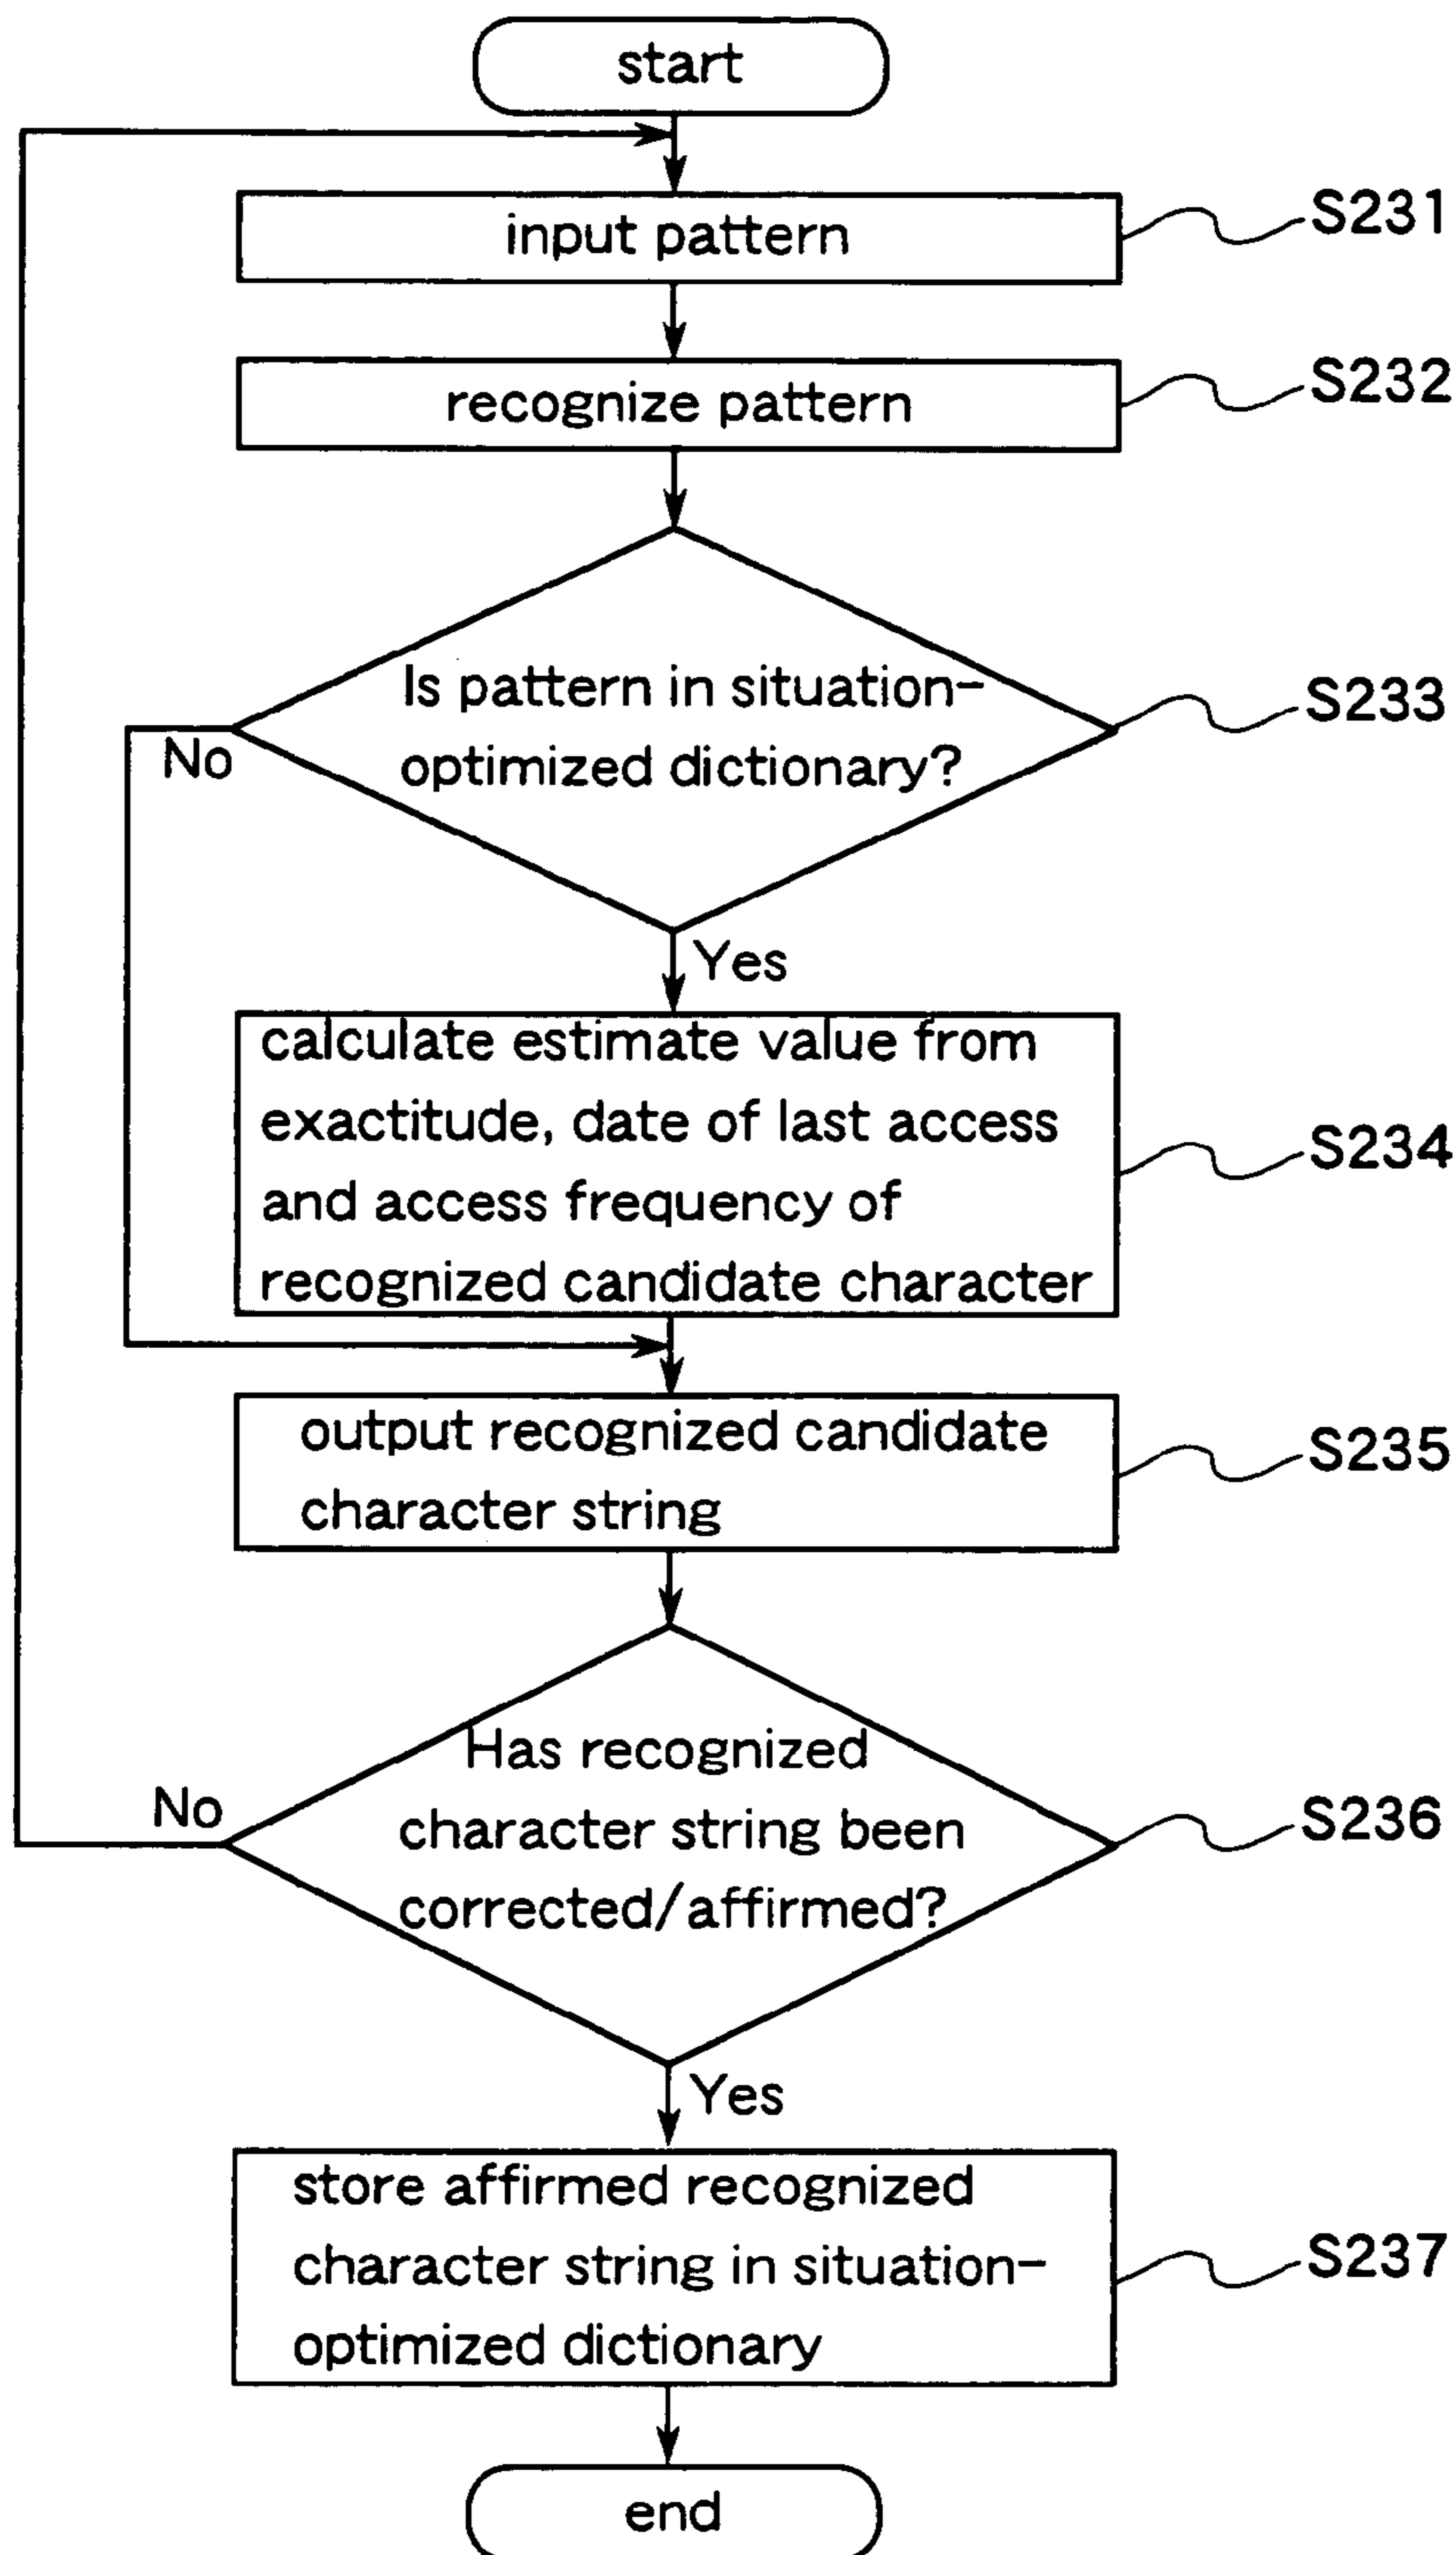 start
input pattern
S231
recognize pattern
S232
Is pattern in situation-
optimized dictionary?
S233
No
Yes
calculate estimate value from
exactitude, date of last access
and access frequency of
recognized candidate character
S234
output recognized candidate
character string
S235
Has recognized
character string been
corrected/affirmed?
S236
No
Yes
store affirmed recognized
character string in situation-
optimized dictionary
S237
end